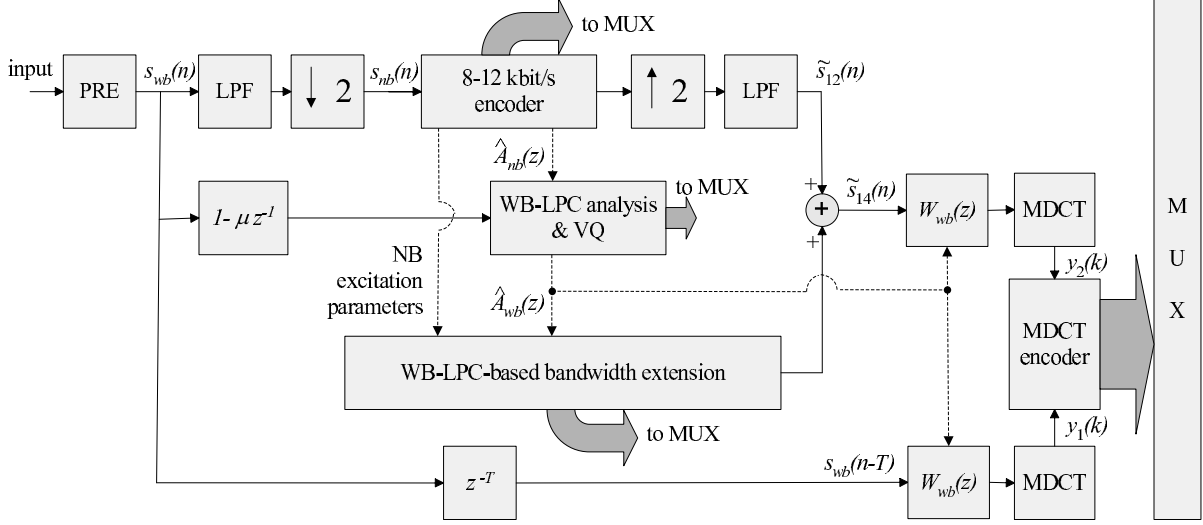 to MUX
input
PRE
s_wb(n)
LPF
↓ 2
s_nb(n)
8-12 kbit/s
encoder
↑ 2
LPF
s̃_12(n)
Â_nb(z)
1- μ z^-1
WB-LPC analysis
& VQ
to MUX
+
+
+
s̃_14(n)
W_wb(z)
MDCT
y_2(k)
NB
excitation
parameters
Â_wb(z)
MDCT
encoder
M
U
X
WB-LPC-based bandwidth extension
to MUX
y_1(k)
z^-T
s_wb(n-T)
W_wb(z)
MDCT